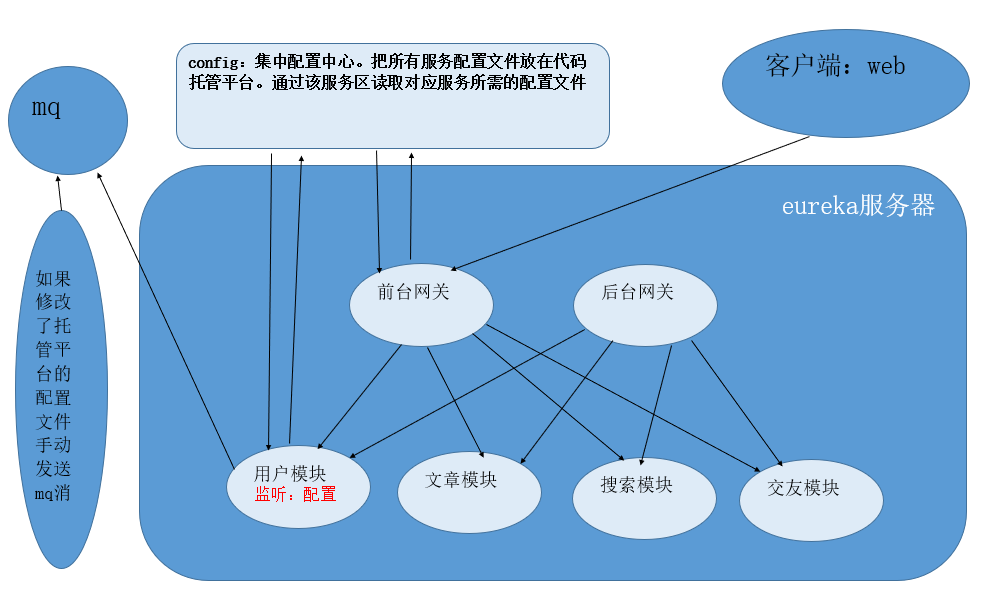 config：集中配置中心。把所有服务配置文件放在代码
托管平台。通过该服务区读取对应服务所需的配置文件
客户端：web
mq
eureka服务器
如果
修改
了托
管平
台的
配置
文件
手动
发送
mq消
前台网关
后台网关
用户模块
监听：配置
文章模块
搜索模块
交友模块